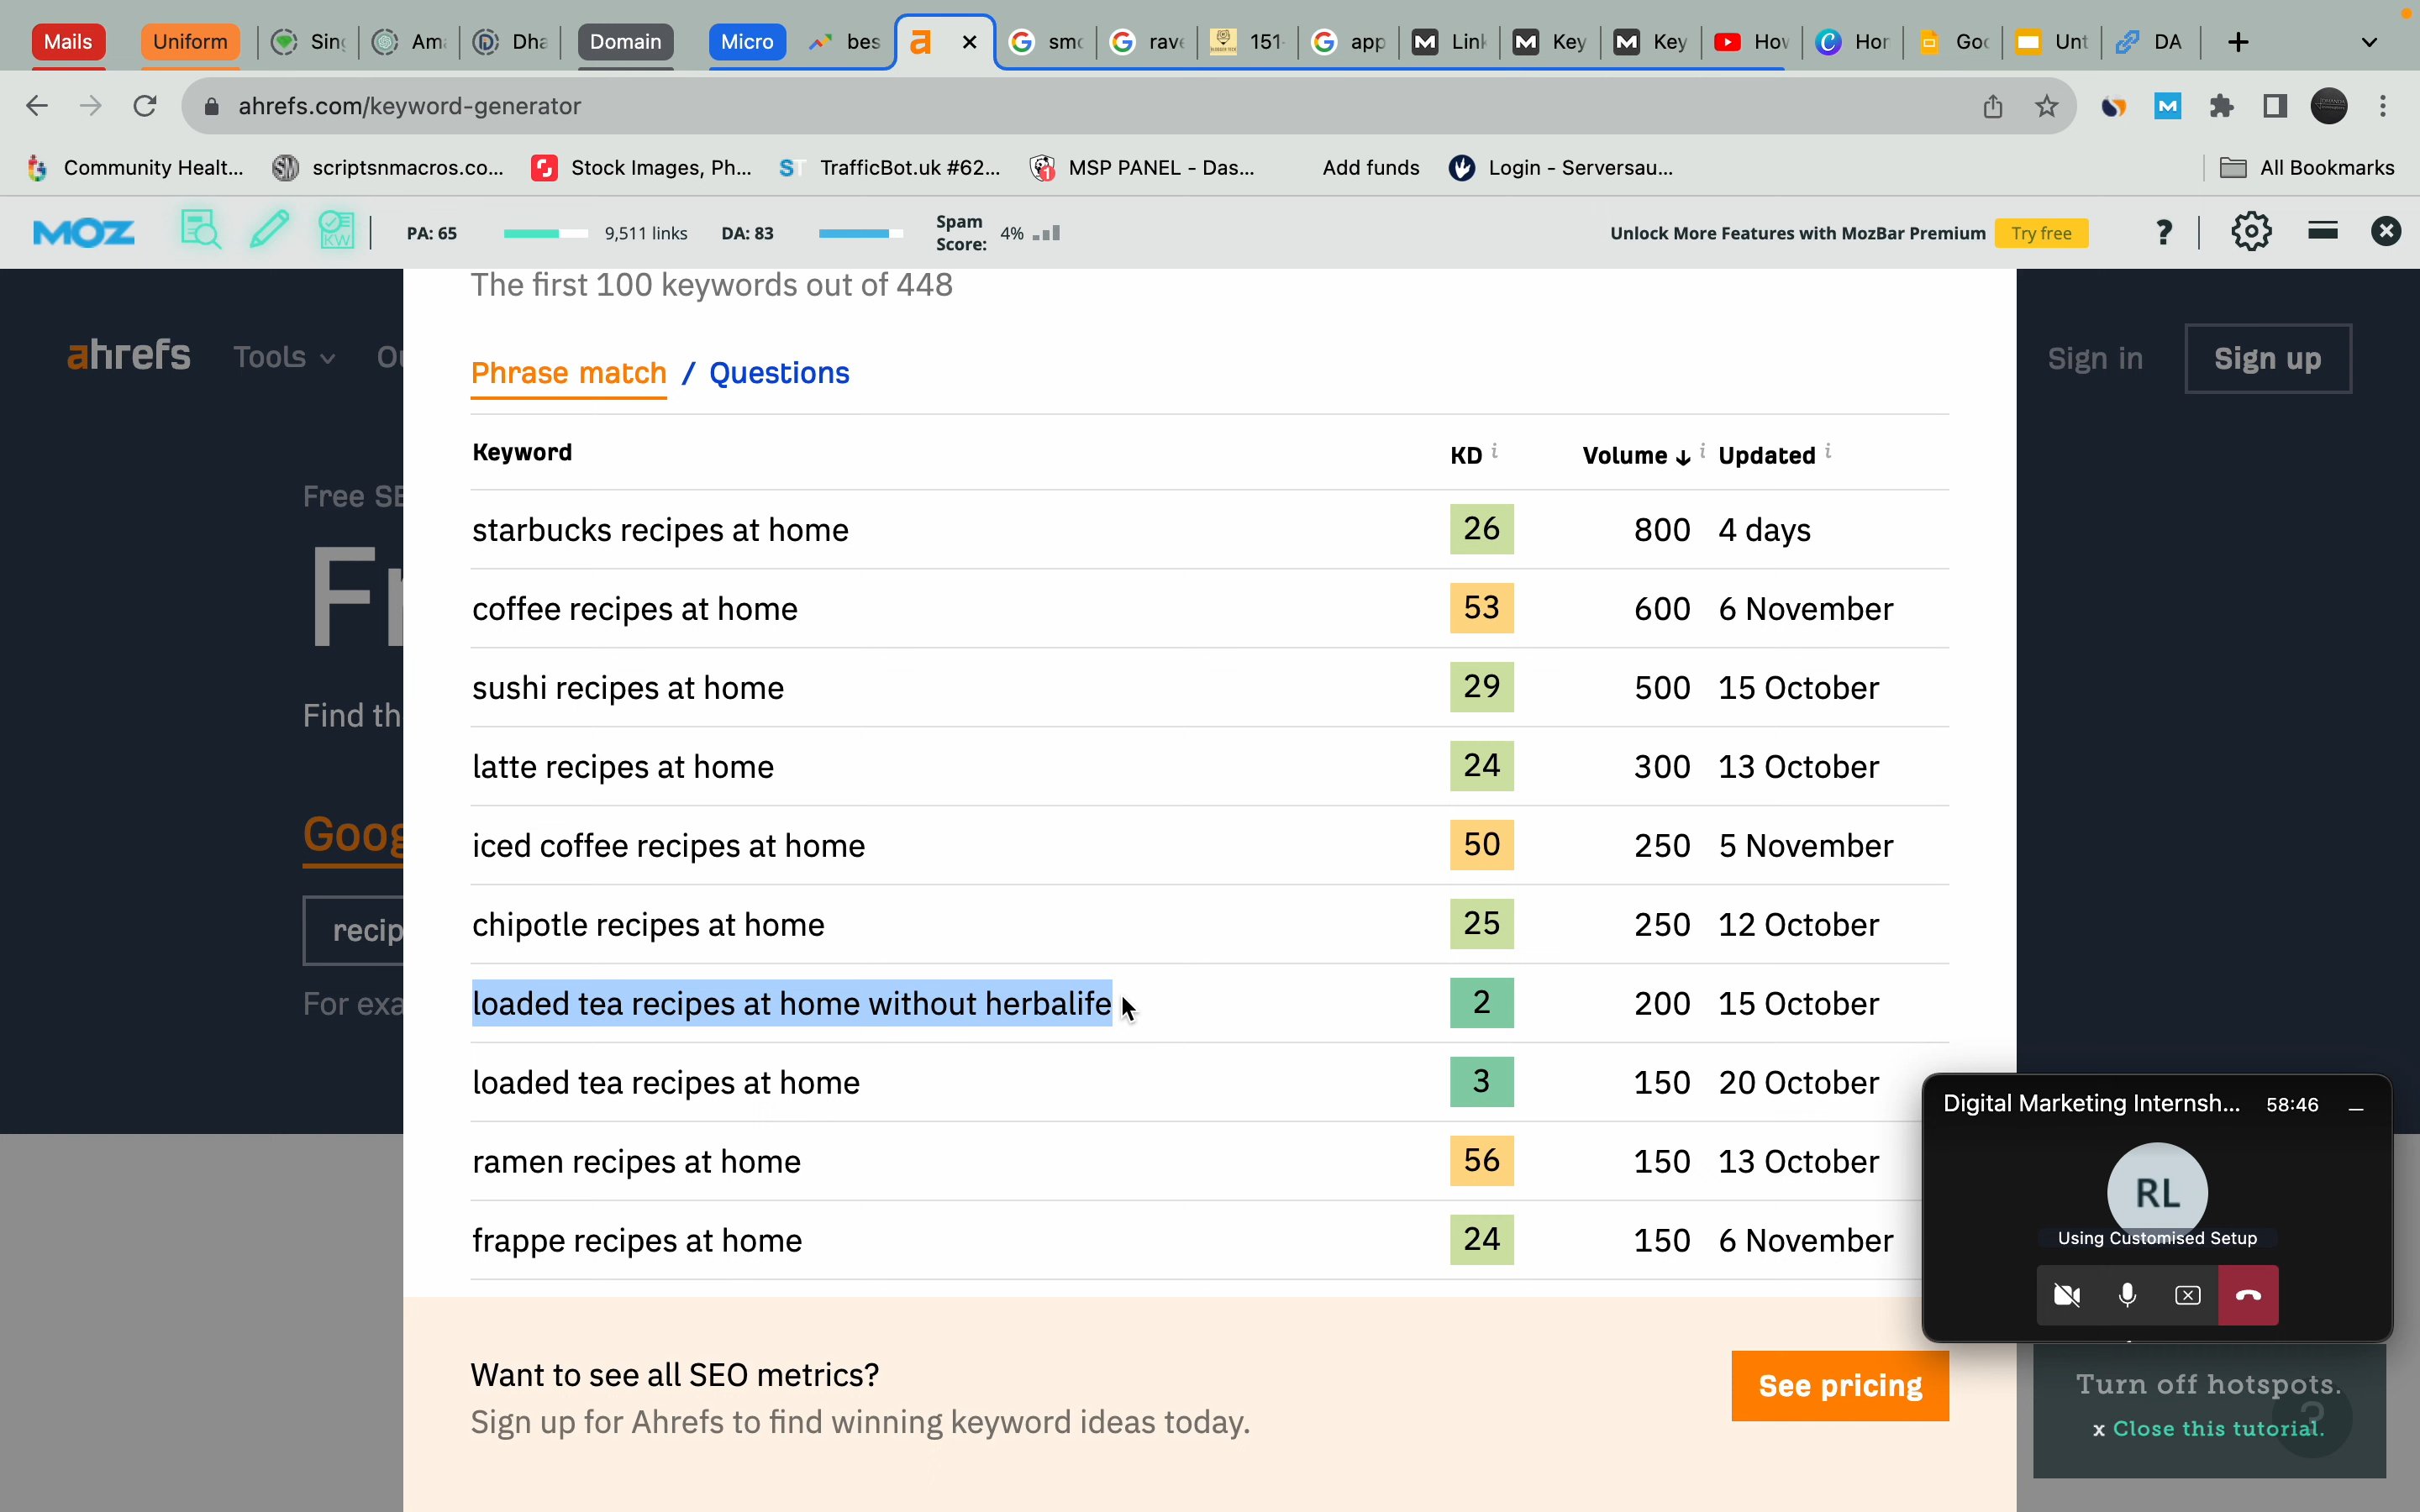 Mails
Uniform
Sin
Am
Dha
Domain
Micro
bes
smo
rave
151
app
Link
Key
Key
How
Hor
Goo
Unt
DA
ahrefs.com/keyword-generator
Community Healt...
scriptsnmacros.co...
Stock Images, Ph...
TrafficBot.uk #62...
MSP PANEL - Das...
Add funds
Login - Serversau...
All Bookmarks
MOZ
KW
PA: 65
9,511 links
DA: 83
Spam Score: 4%
Unlock More Features with MozBar Premium
Try free
?
The first 100 keywords out of 448
ahrefs
Tools
Sign in
Sign up
Phrase match / Questions
Keyword KD i Volume ↓ i Updated i
Free SE
Fr
Find th
Goog
recip
For exa
starbucks recipes at home 26 800 4 days
coffee recipes at home 53 600 6 November
sushi recipes at home 29 500 15 October
latte recipes at home 24 300 13 October
iced coffee recipes at home 50 250 5 November
chipotle recipes at home 25 250 12 October
loaded tea recipes at home without herbalife 2 200 15 October
loaded tea recipes at home 3 150 20 October
ramen recipes at home 56 150 13 October
frappe recipes at home 24 150 6 November
Digital Marketing Internsh... 58:46
RL
Using Customised Setup
Want to see all SEO metrics?
Sign up for Ahrefs to find winning keyword ideas today.
See pricing
Turn off hotspots.
x Close this tutorial.